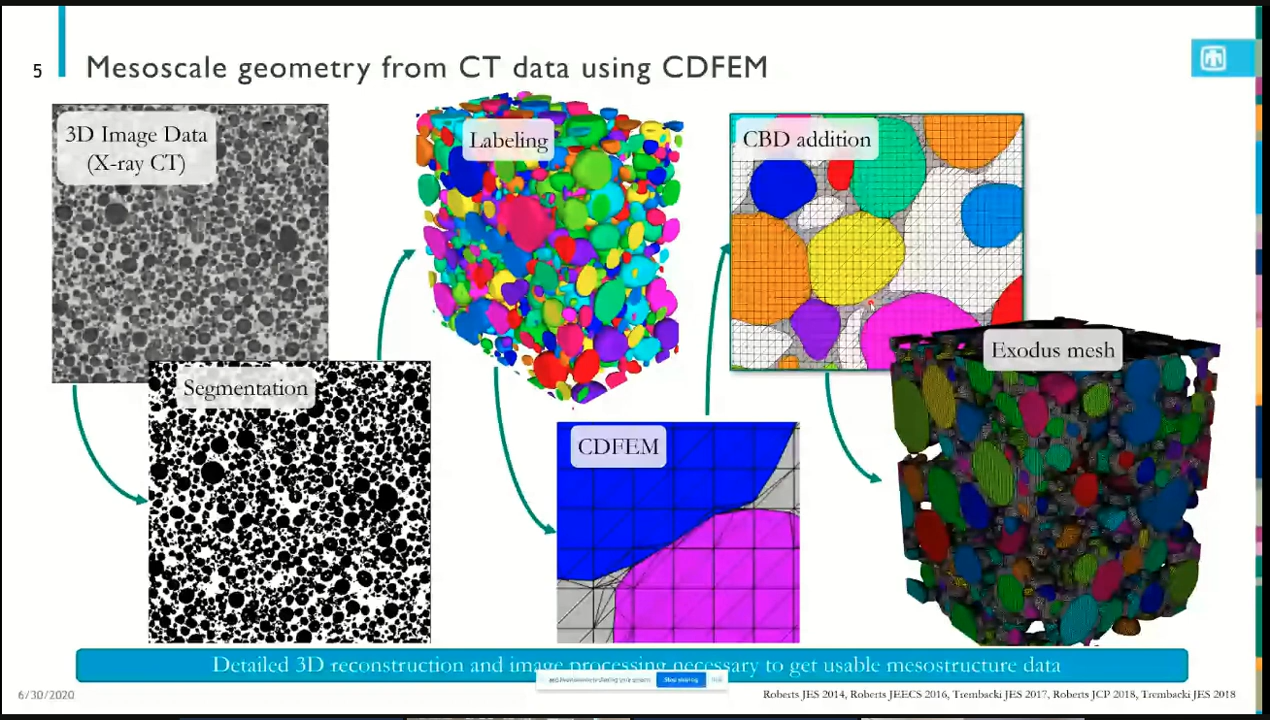 5
Mesoscale geometry from CT data using CDFEM
3D Image Data
(X-ray CT)
Segmentation
Labeling
CDFEM
CBD addition
Exodus mesh
Detailed 3D reconstruction and image processing necessary to get usable mesostructure data
Stop sharing
6/30/2020
Roberts JES 2014, Roberts JEECS 2016, Trembacki JES 2017, Roberts JCP 2018, Trembacki JES 2018